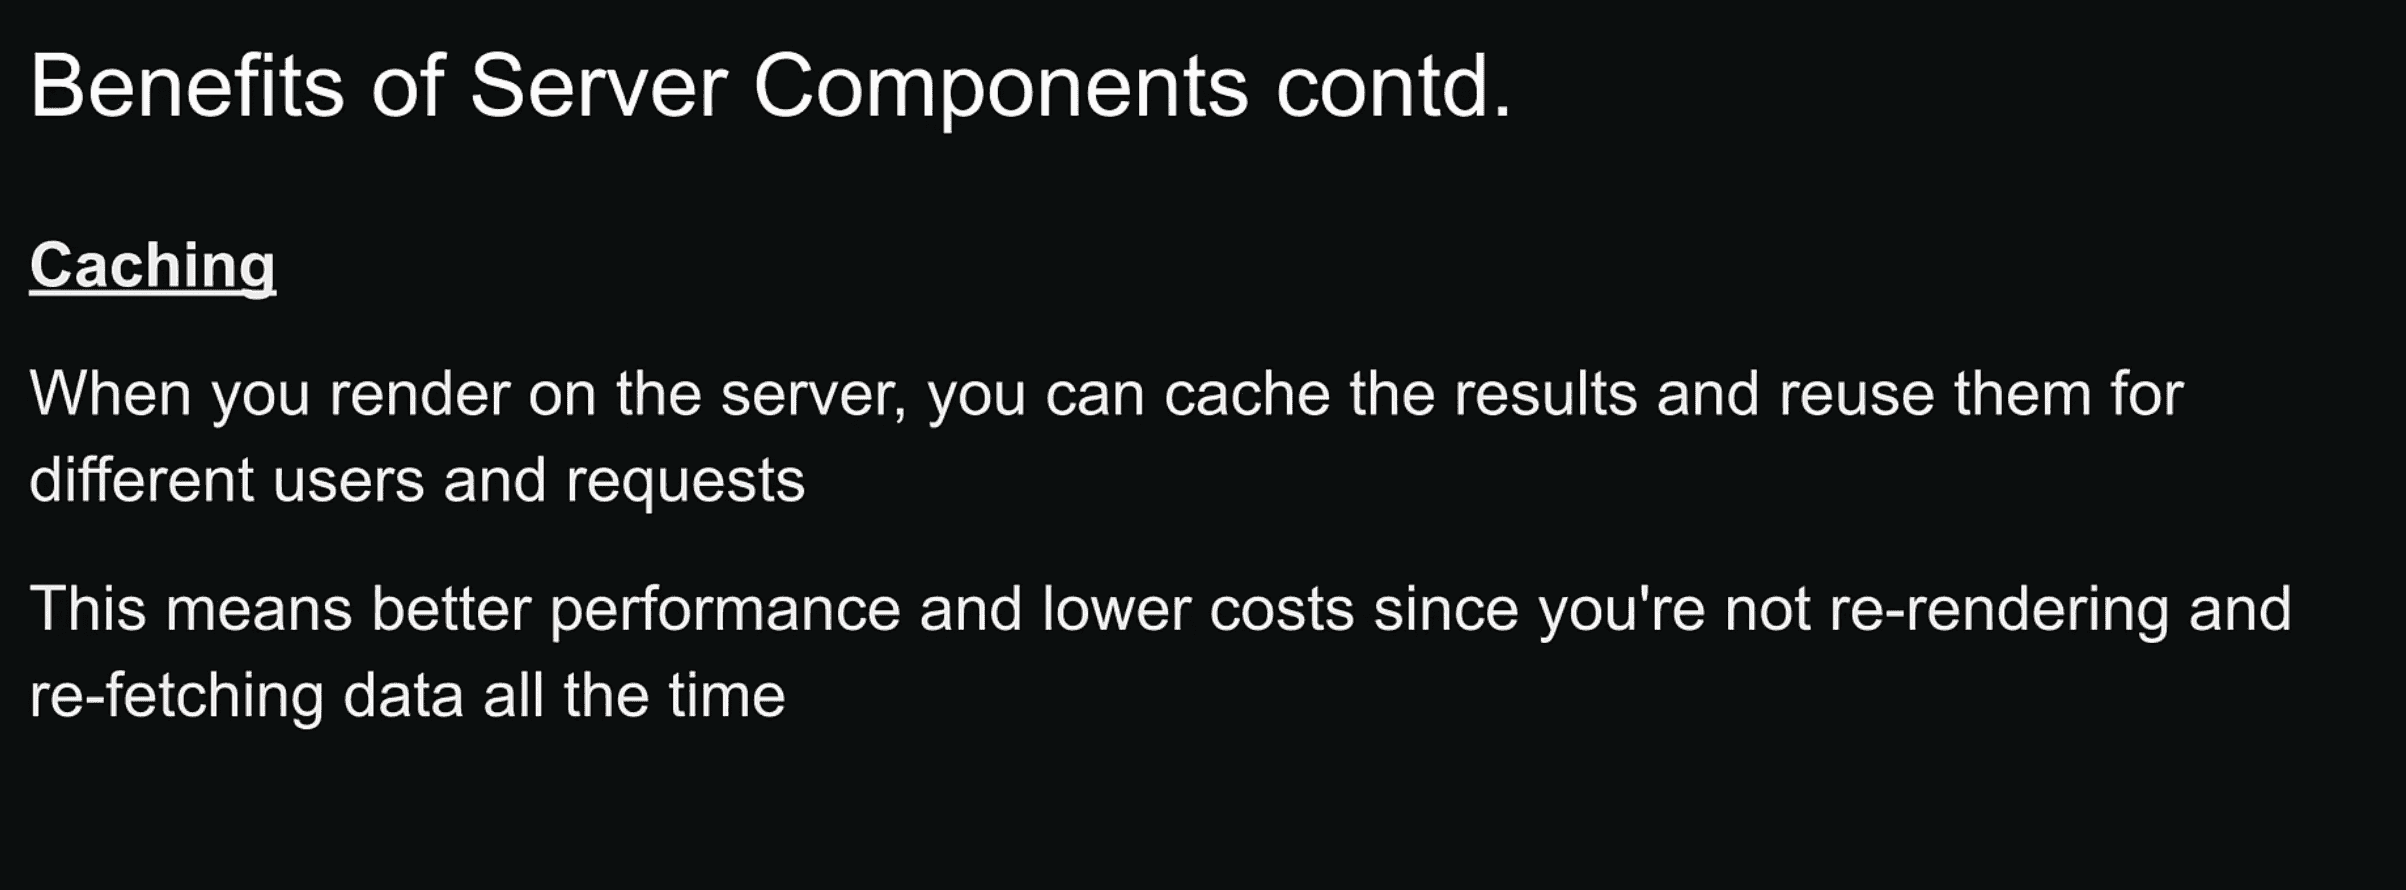 Benefits of Server Components contd.
Caching
When you render on the server, you can cache the results and reuse them for
different users and requests
This means better performance and lower costs since you're not re-rendering and
re-fetching data all the time